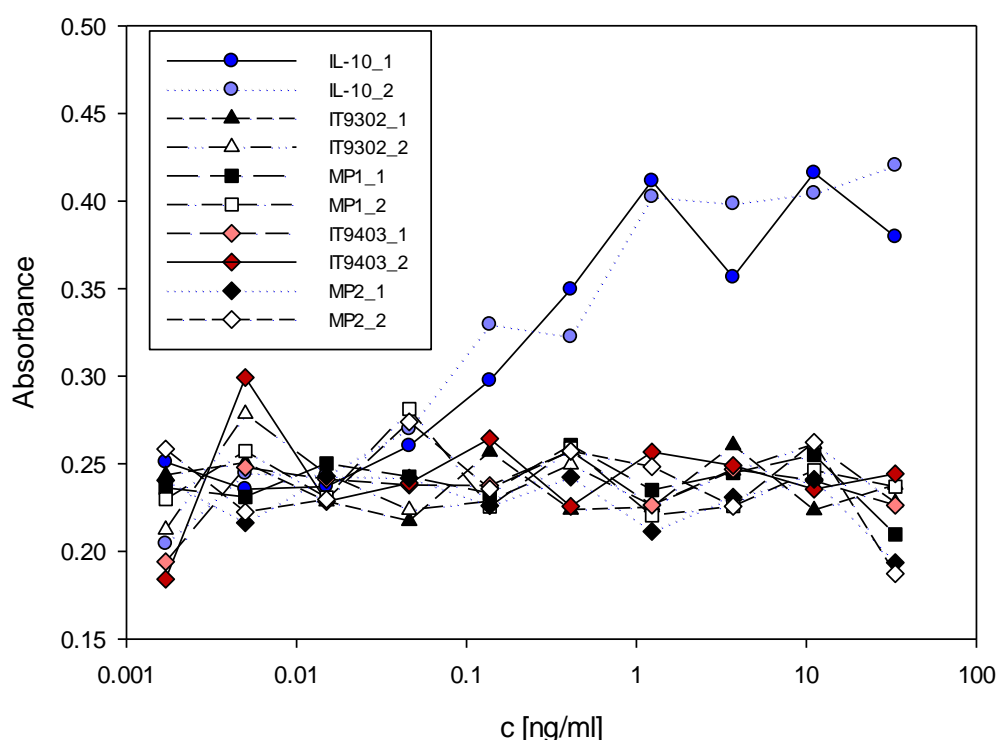 0.50
0.45
0.40
0.35
0.30
0.25
0.20
0.15
Absorbance
IL-10_1
IL-10_2
IT9302_1
IT9302_2
MP1_1
MP1_2
IT9403_1
IT9403_2
MP2_1
MP2_2
0.001 0.01 0.1 1 10 100
c [ng/ml]